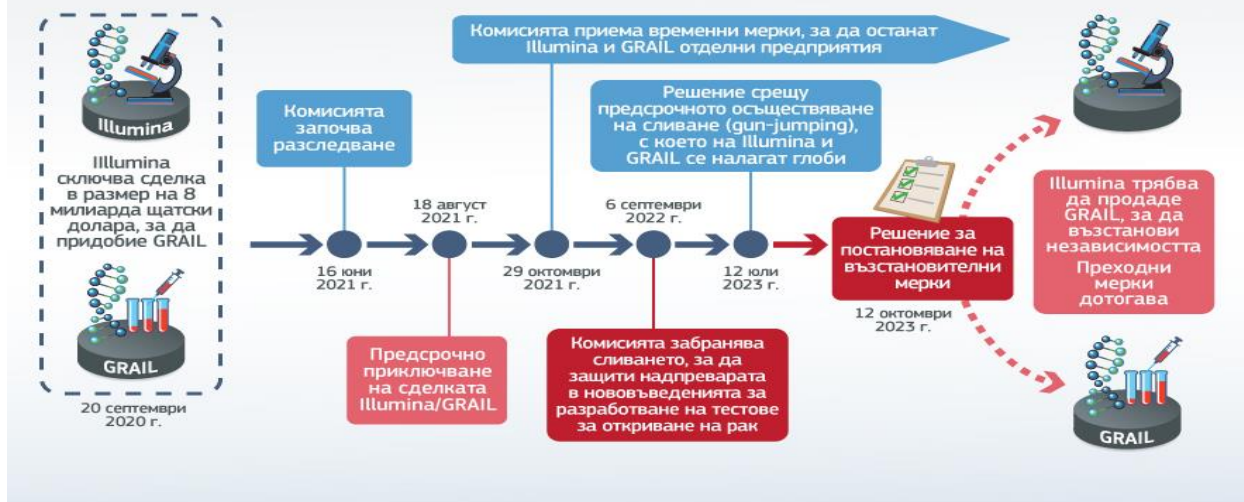 Illumina
IIlumina
сключва сделка
в размер на 8
милиарда щатски
долара, за да
придобие GRAIL
GRAIL
20 септември
2020 г.
Комисията
започва
разследване
16 юни
2021 г.
18 август
2021 г.
Предсрочно
приключване
на сделката
Illumina/GRAIL
Комисията приема временни мерки, за да останат
Illumina и GRAIL отделни предприятия
29 октомври
2021 г.
6 септември
2022 г.
Комисията забранява
сливането, за да
защити надпреварата
в нововъведенията за
разработване на тестове
за откриване на рак
Решение срещу
предсрочното осъществяване
на сливане (gun-jumping),
с което на Illumina и
GRAIL се налагат глоби
12 юли
2023 г.
Решение за
постановяване на
възстановителни
мерки
12 октомври
2023 г.
Illumina трябва
да продаде
GRAIL, за да
възстанови
независимостта
Преходни
мерки
дотогава
GRAIL